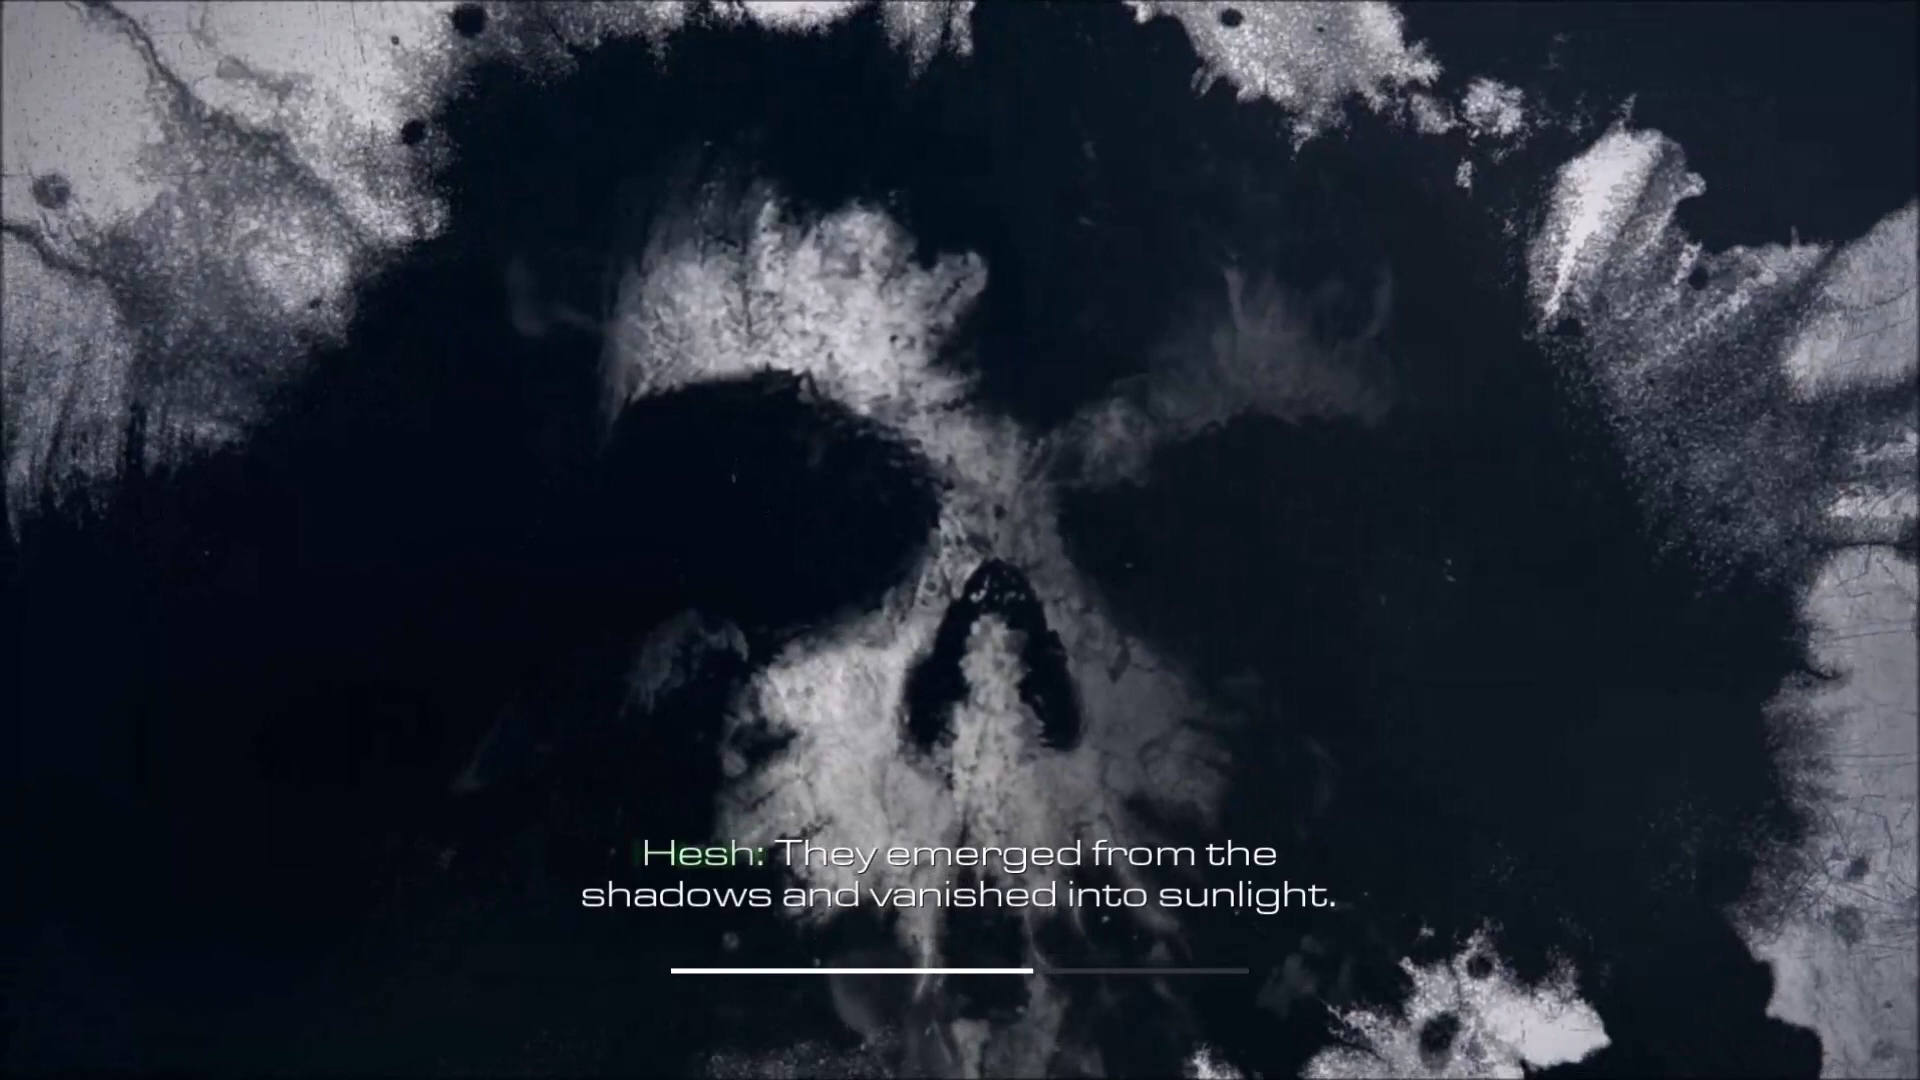 Hesh: They emerged from the
shadows and vanished into sunlight.